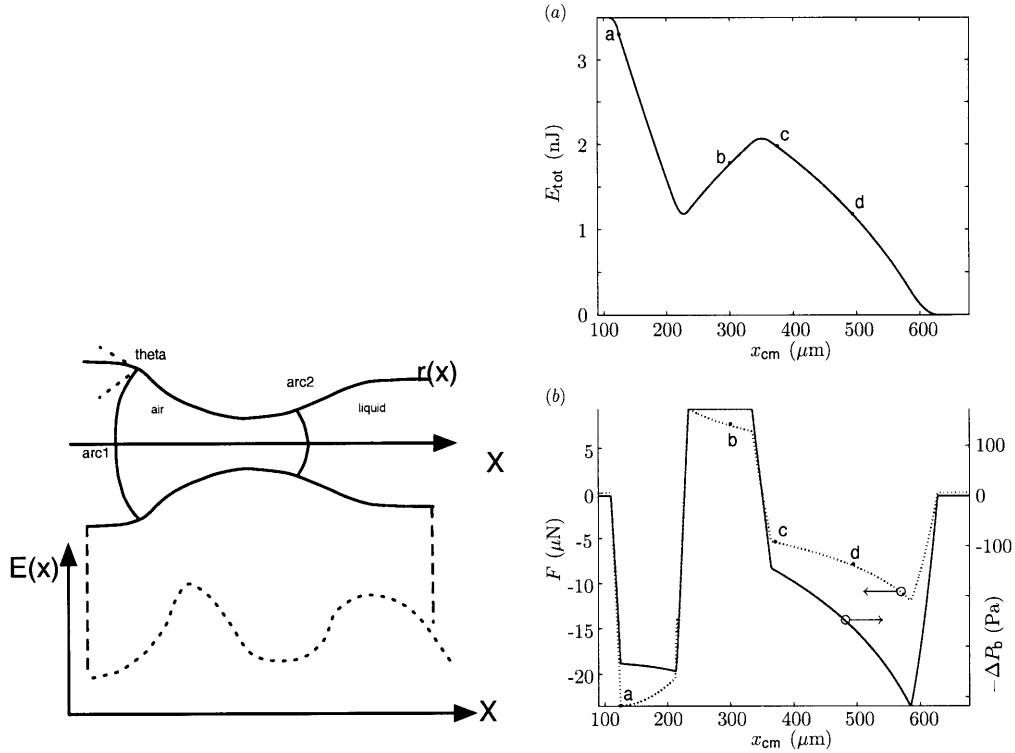 theta
arc2
r(x)
air
liquid
arc1
X
E(x)
X
(a)
3
2
1
0
E_tot (nJ)
a
b
c
d
100 200 300 400 500 600
x_cm (μm)
(b)
5
0
-5
-10
-15
-20
F (μN)
a
b
c
d
100
0
-100
−ΔP_b (Pa)
100 200 300 400 500 600
x_cm (μm)